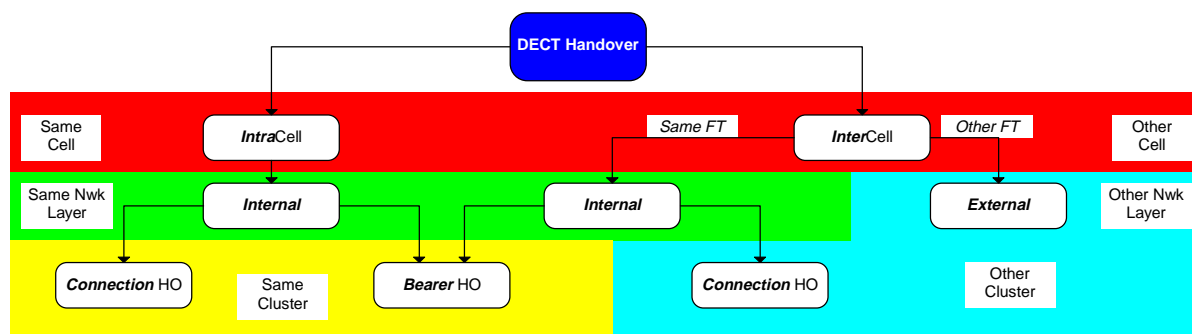 DECT Handover
Same
Cell
IntraCell
Same FT
InterCell
Other FT
Other
Cell
Same Nwk
Layer
Internal
Internal
External
Other Nwk
Layer
Connection HO
Same
Cluster
Bearer HO
Connection HO
Other
Cluster